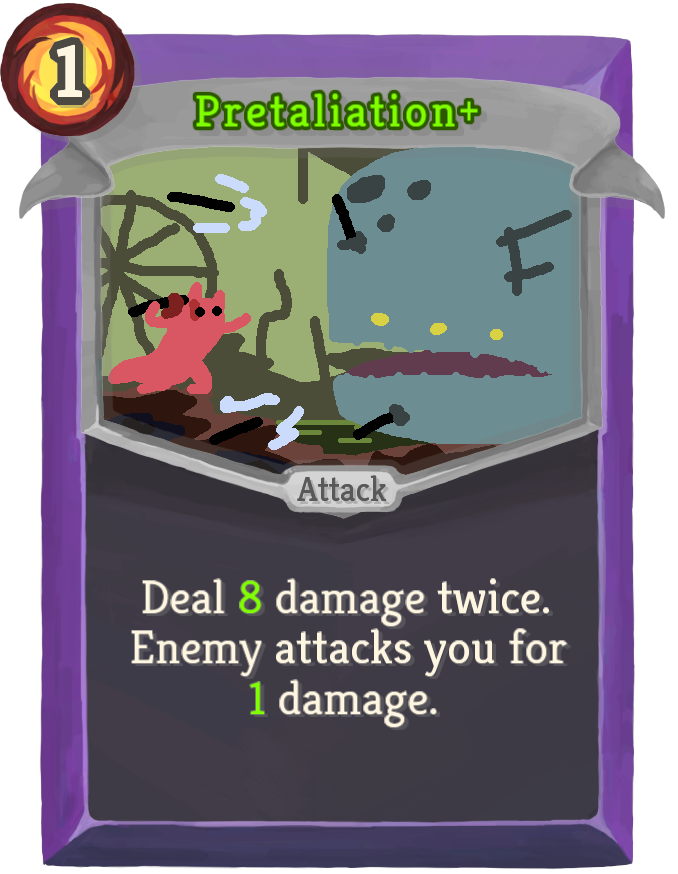 1
Pretaliation+
Attack
Deal 8 damage twice.
Enemy attacks you for
1 damage.